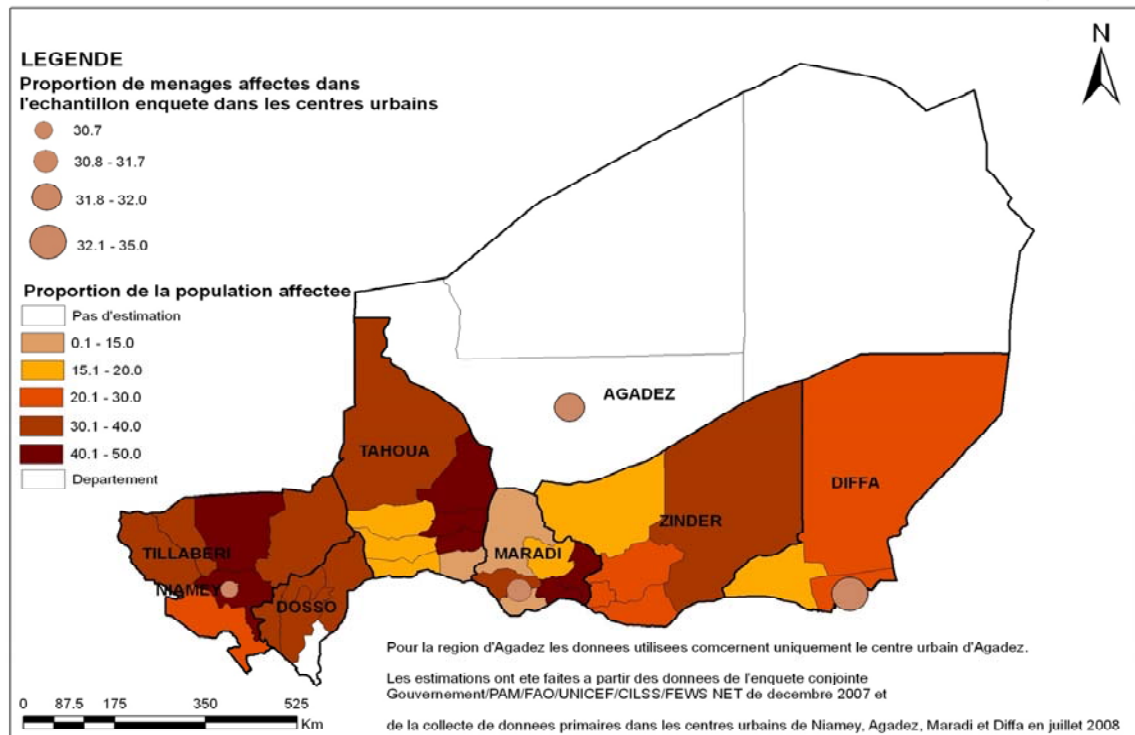 N
LEGENDE
Proportion de menages affectes dans
l'echantillon enquete dans les centres urbains
30.7
30.8 - 31.7
31.8 - 32.0
32.1 - 35.0
Proportion de la population affectee
Pas d'estimation
0.1 - 15.0
15.1 - 20.0
20.1 - 30.0
30.1 - 40.0
40.1 - 50.0
Departement
AGADEZ
TAHOUA
DIFFA
ZINDER
TILLABERI
MARADI
NIAMEY
DOSSO
Pour la region d'Agadez les donnees utilisees comcernent uniquement le centre urbain d'Agadez.
Les estimations ont ete faites a partir des donnees de l'enquete conjointe
Gouvernement/PAM/FAO/UNICEF/CILSS/FEWS NET de decembre 2007 et
de la collecte de donnees primaires dans les centres urbains de Niamey, Agadez, Maradi et Diffa en juillet 2008
0 87.5 175 350 525
Km